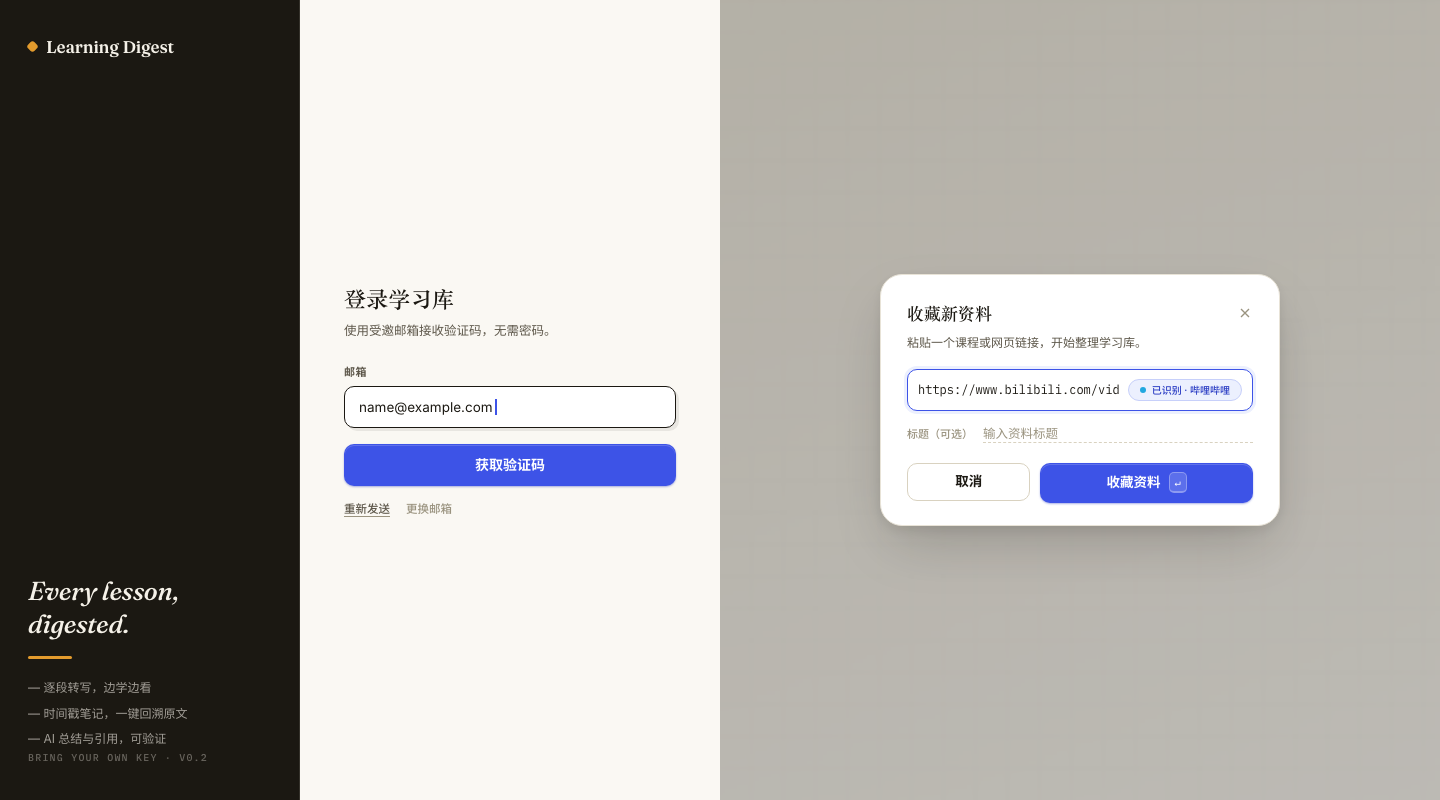 Learning Digest
Every lesson,
digested.
— 逐段转写，边学边看
— 时间戳笔记，一键回溯原文
— AI 总结与引用，可验证
BRING YOUR OWN KEY · V0.2
登录学习库
使用受邀邮箱接收验证码，无需密码。
邮箱
name@example.com
获取验证码
重新发送 更换邮箱
收藏新资料 ×
粘贴一个课程或网页链接，开始整理学习库。
https://www.bilibili.com/vid 已识别 · 哔哩哔哩
标题（可选） 输入资料标题
取消 收藏资料 ↵